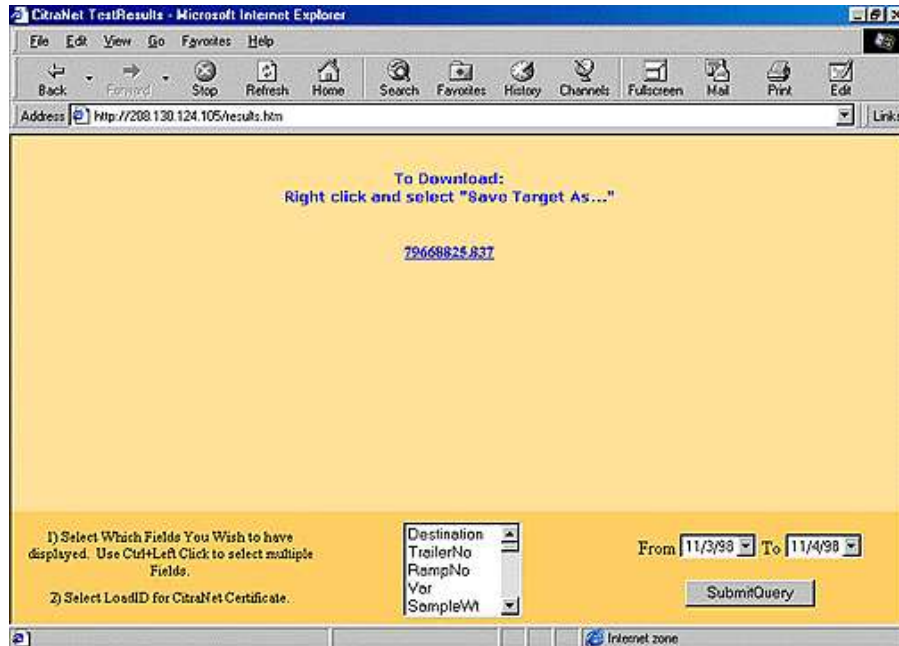 CitraNet TestResults - Microsoft Internet Explorer
File Edit View Go Favorites Help
Back Forward Stop Refresh Home Search Favorites History Channels Fullscreen Mail Print Edit
Address http://208.130.124.105/results.htm Links
To Download:
Right click and select "Save Target As..."
79668825.837
1) Select Which Fields You Wish to have
displayed. Use Ctrl+Left Click to select multiple
Fields.
2) Select LoadID for CitraNet Certificate.
Destination
TrailerNo
RampNo
Var
SampleWt
From 11/3/98 To 11/4/98
SubmitQuery
Internet zone